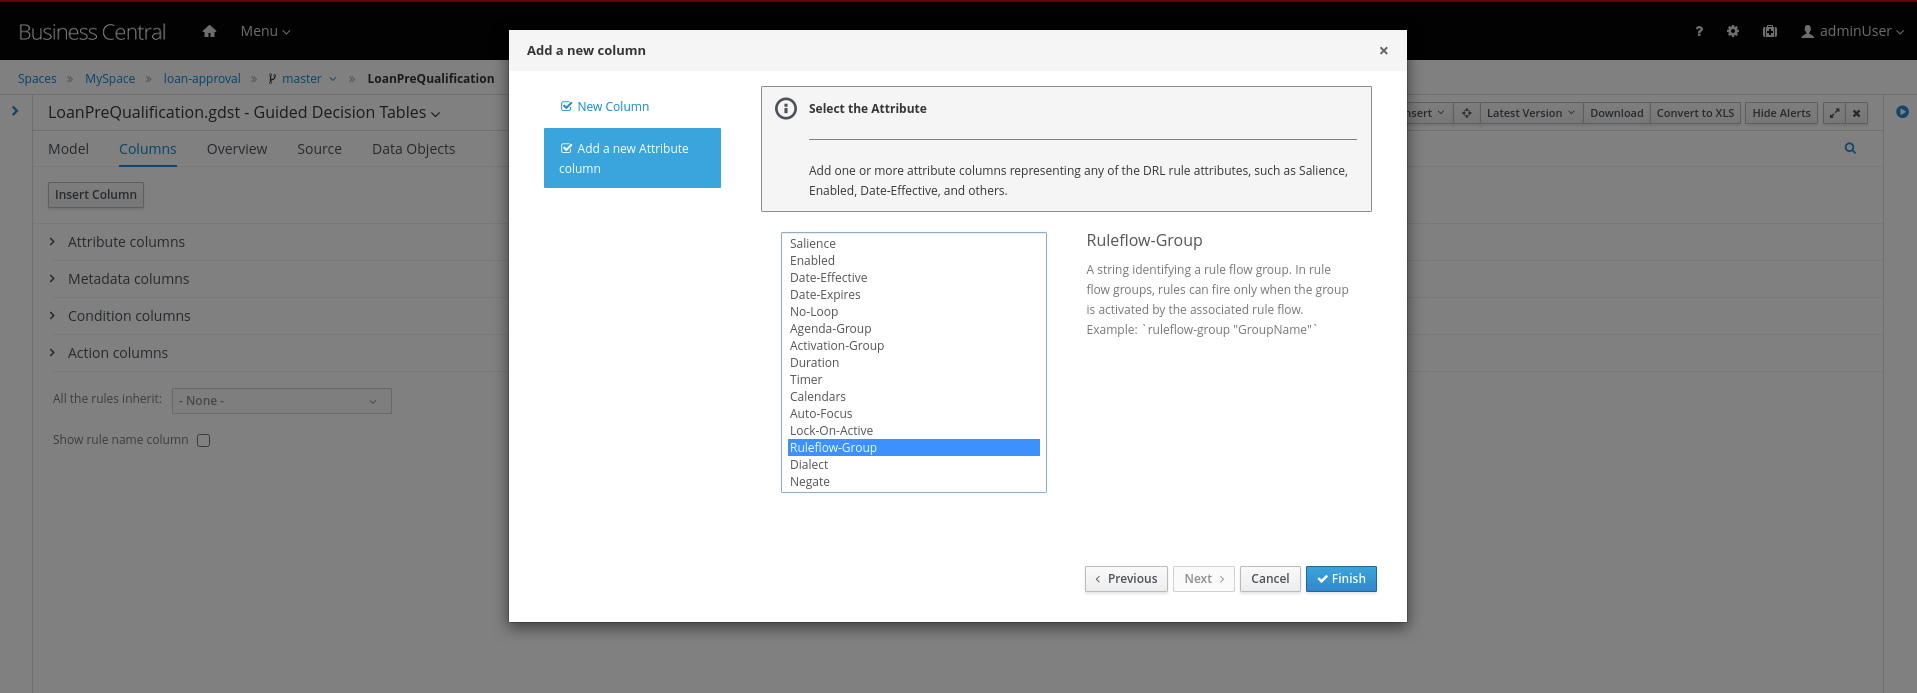 Business Central
Menu
?
adminUser
Spaces » MySpace » loan-approval » master » LoanPreQualification
LoanPreQualification.gdst - Guided Decision Tables
Latest Version
Download
Convert to XLS
Hide Alerts
Model
Columns
Overview
Source
Data Objects
Insert Column
Attribute columns
Metadata columns
Condition columns
Action columns
All the rules inherit:
- None -
Show rule name column
Add a new column
×
New Column
Add a new Attribute
column
Select the Attribute
Add one or more attribute columns representing any of the DRL rule attributes, such as Salience,
Enabled, Date-Effective, and others.
Salience
Enabled
Date-Effective
Date-Expires
No-Loop
Agenda-Group
Activation-Group
Duration
Timer
Calendars
Auto-Focus
Lock-On-Active
Ruleflow-Group
Dialect
Negate
Ruleflow-Group
A string identifying a rule flow group. In rule
flow groups, rules can fire only when the group
is activated by the associated rule flow.
Example: `ruleflow-group "GroupName"`
Previous
Next
Cancel
Finish